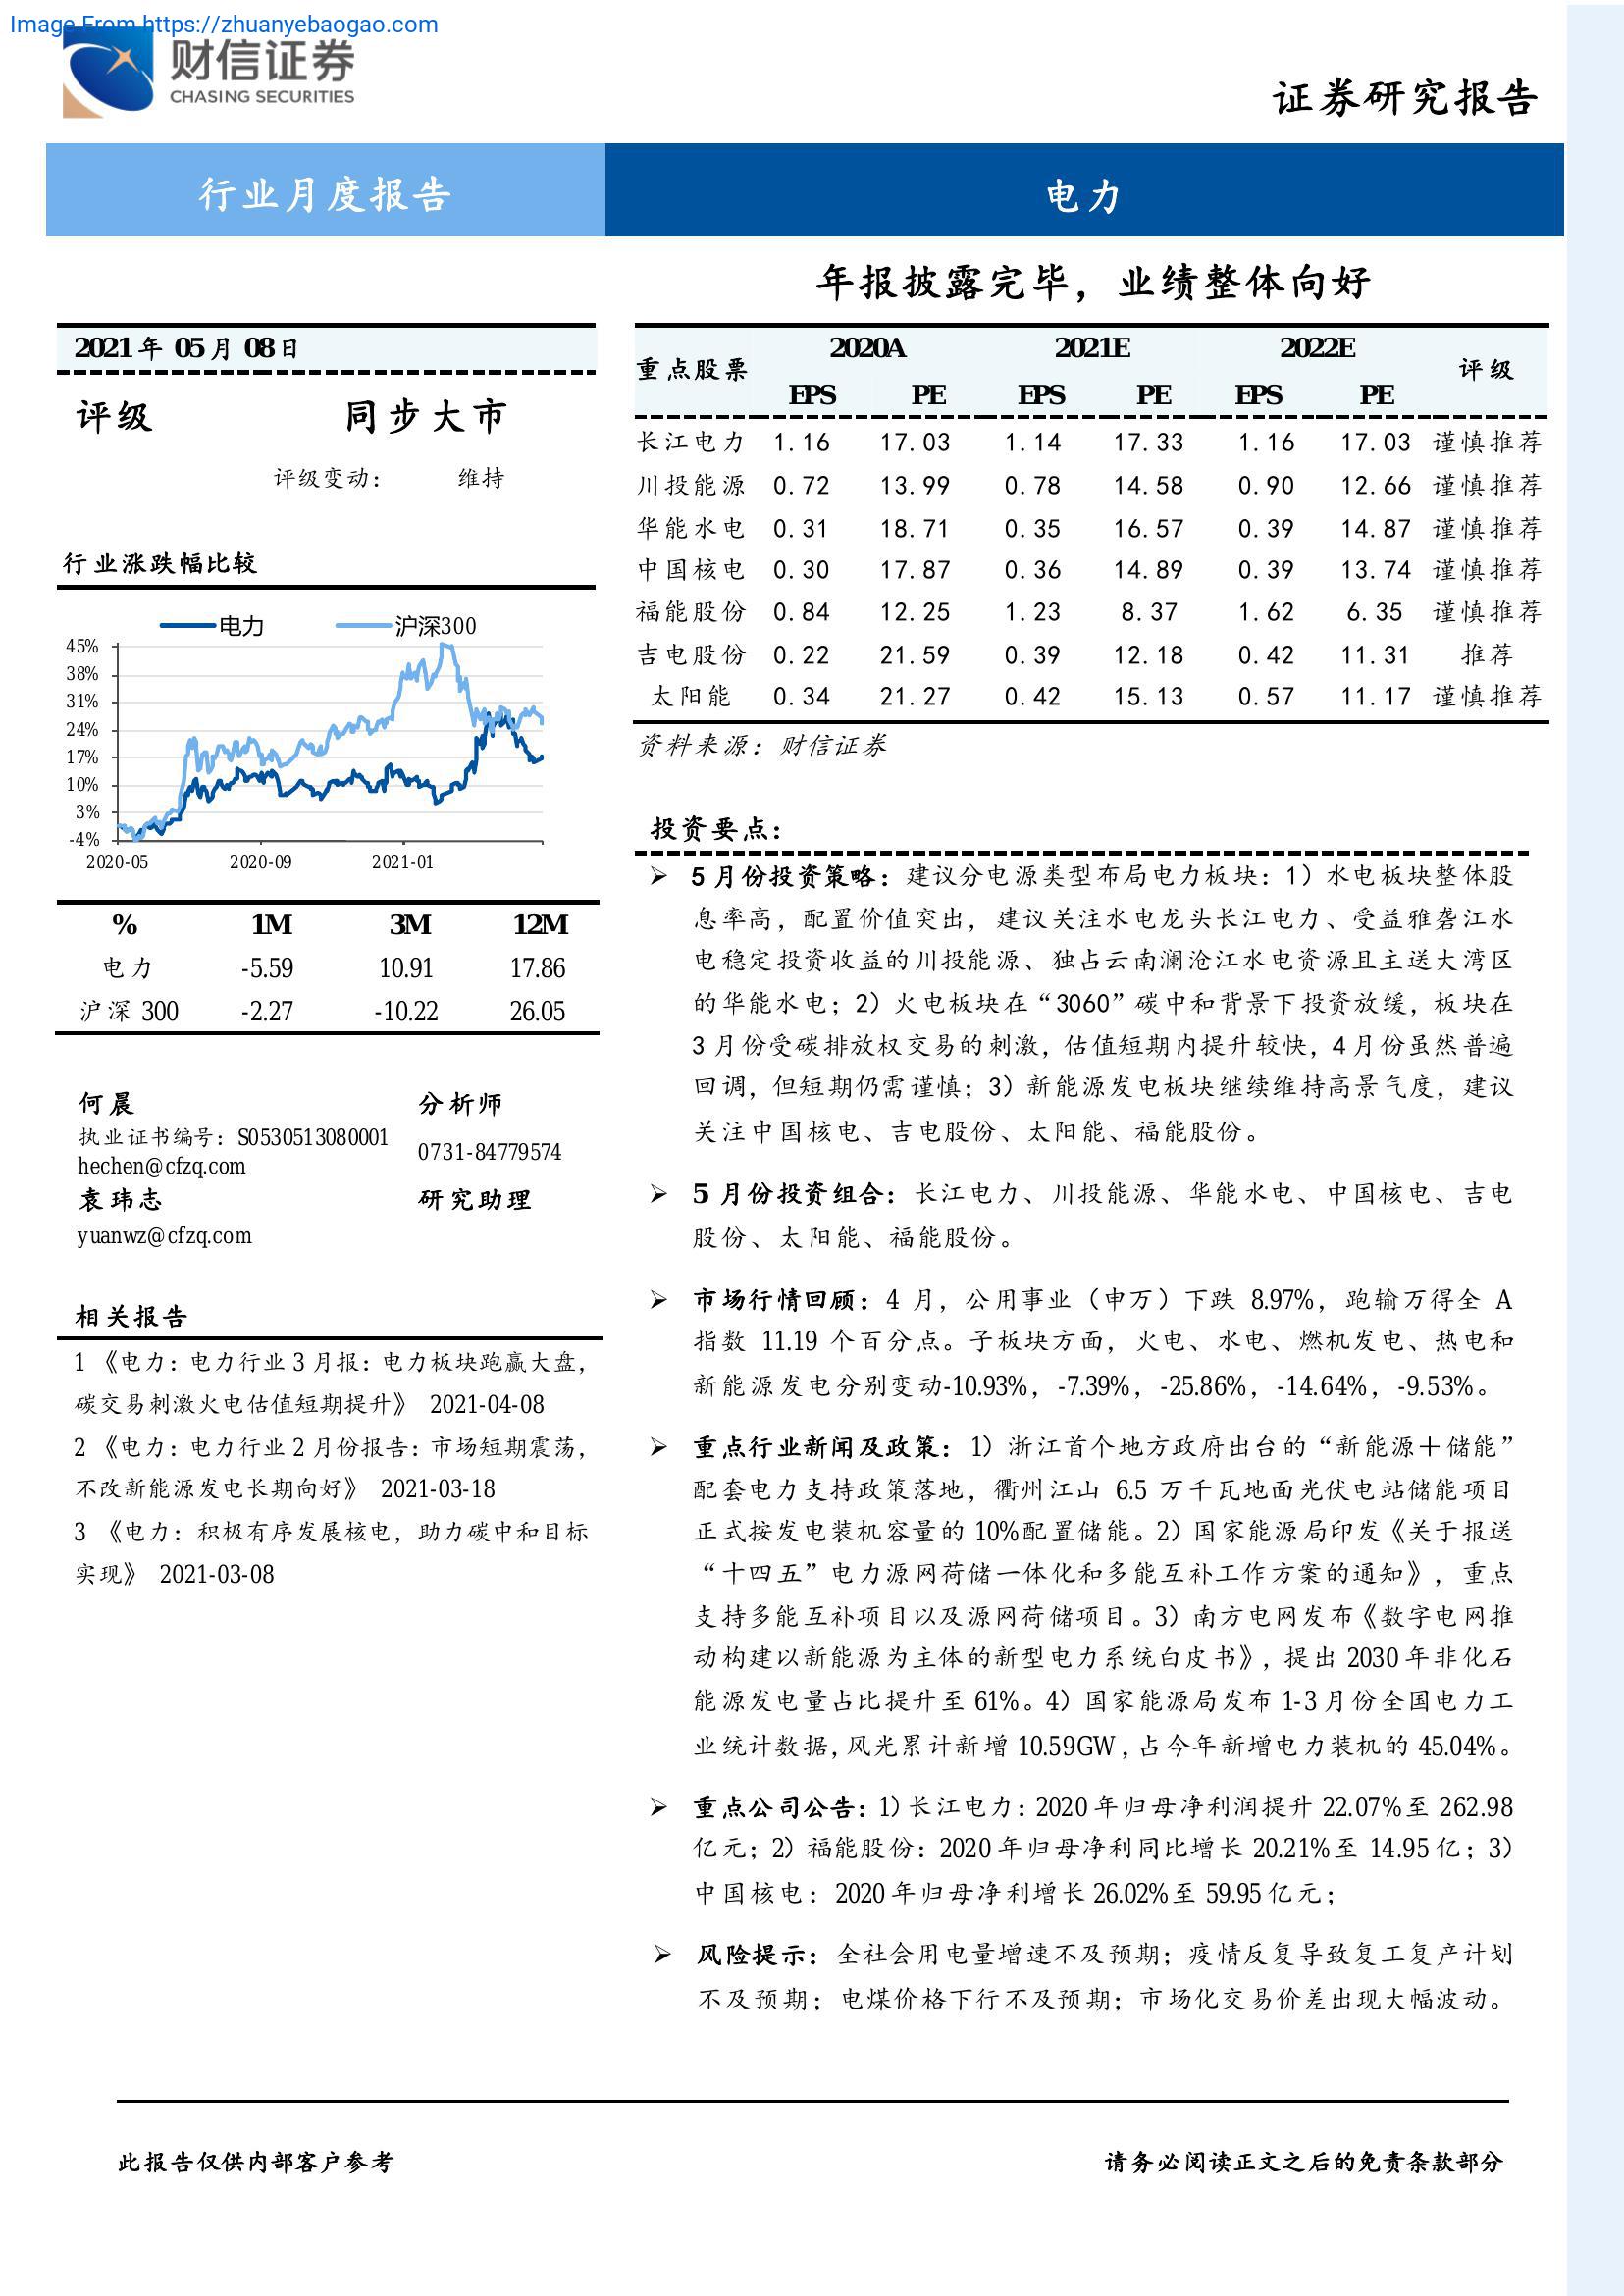 Image From https://zhuanyebaogao.com
财信证券
CHASING SECURITIES
证券研究报告
行业月度报告
电力
年报披露完毕，业绩整体向好
2021年 05月 08日
评级 同步大市
评级变动： 维持
行业涨跌幅比较
电力 沪深300
45%
38%
31%
24%
17%
10%
3%
-4%
2020-05 2020-09 2021-01
% 1M 3M 12M
电力 -5.59 10.91 17.86
沪深 300 -2.27 -10.22 26.05
何晨 分析师
执业证书编号：S0530513080001
0731-84779574
hechen@cfzq.com
袁玮志 研究助理
yuanwz@cfzq.com
相关报告
1 《电力：电力行业 3 月报：电力板块跑赢大盘，
碳交易刺激火电估值短期提升》 2021-04-08
2 《电力：电力行业 2 月份报告：市场短期震荡，
不改新能源发电长期向好》 2021-03-18
3 《电力：积极有序发展核电，助力碳中和目标
实现》 2021-03-08
重点股票 2020A 2021E 2022E 评级
EPS PE EPS PE EPS PE
长江电力 1.16 17.03 1.14 17.33 1.16 17.03 谨慎推荐
川投能源 0.72 13.99 0.78 14.58 0.90 12.66 谨慎推荐
华能水电 0.31 18.71 0.35 16.57 0.39 14.87 谨慎推荐
中国核电 0.30 17.87 0.36 14.89 0.39 13.74 谨慎推荐
福能股份 0.84 12.25 1.23 8.37 1.62 6.35 谨慎推荐
吉电股份 0.22 21.59 0.39 12.18 0.42 11.31 推荐
太阳能 0.34 21.27 0.42 15.13 0.57 11.17 谨慎推荐
资料来源：财信证券
投资要点：
➢ 5 月份投资策略：建议分电源类型布局电力板块：1）水电板块整体股
息率高，配置价值突出，建议关注水电龙头长江电力、受益雅砻江水
电稳定投资收益的川投能源、独占云南澜沧江水电资源且主送大湾区
的华能水电；2）火电板块在“3060”碳中和背景下投资放缓，板块在
3 月份受碳排放权交易的刺激，估值短期内提升较快，4 月份虽然普遍
回调，但短期仍需谨慎；3）新能源发电板块继续维持高景气度，建议
关注中国核电、吉电股份、太阳能、福能股份。
➢ 5 月份投资组合：长江电力、川投能源、华能水电、中国核电、吉电
股份、太阳能、福能股份。
➢ 市场行情回顾：4 月，公用事业（申万）下跌 8.97%，跑输万得全 A
指数 11.19 个百分点。子板块方面，火电、水电、燃机发电、热电和
新能源发电分别变动-10.93%，-7.39%，-25.86%，-14.64%，-9.53%。
➢ 重点行业新闻及政策：1）浙江首个地方政府出台的“新能源＋储能”
配套电力支持政策落地，衢州江山 6.5 万千瓦地面光伏电站储能项目
正式按发电装机容量的 10%配置储能。2）国家能源局印发《关于报送
“十四五”电力源网荷储一体化和多能互补工作方案的通知》，重点
支持多能互补项目以及源网荷储项目。3）南方电网发布《数字电网推
动构建以新能源为主体的新型电力系统白皮书》，提出 2030 年非化石
能源发电量占比提升至 61%。4）国家能源局发布 1-3 月份全国电力工
业统计数据，风光累计新增 10.59GW，占今年新增电力装机的 45.04%。
➢ 重点公司公告：1）长江电力：2020 年归母净利润提升 22.07%至 262.98
亿元；2）福能股份：2020 年归母净利同比增长 20.21%至 14.95 亿；3）
中国核电：2020 年归母净利增长 26.02%至 59.95 亿元；
➢ 风险提示：全社会用电量增速不及预期；疫情反复导致复工复产计划
不及预期；电煤价格下行不及预期；市场化交易价差出现大幅波动。
此报告仅供内部客户参考
请务必阅读正文之后的免责条款部分